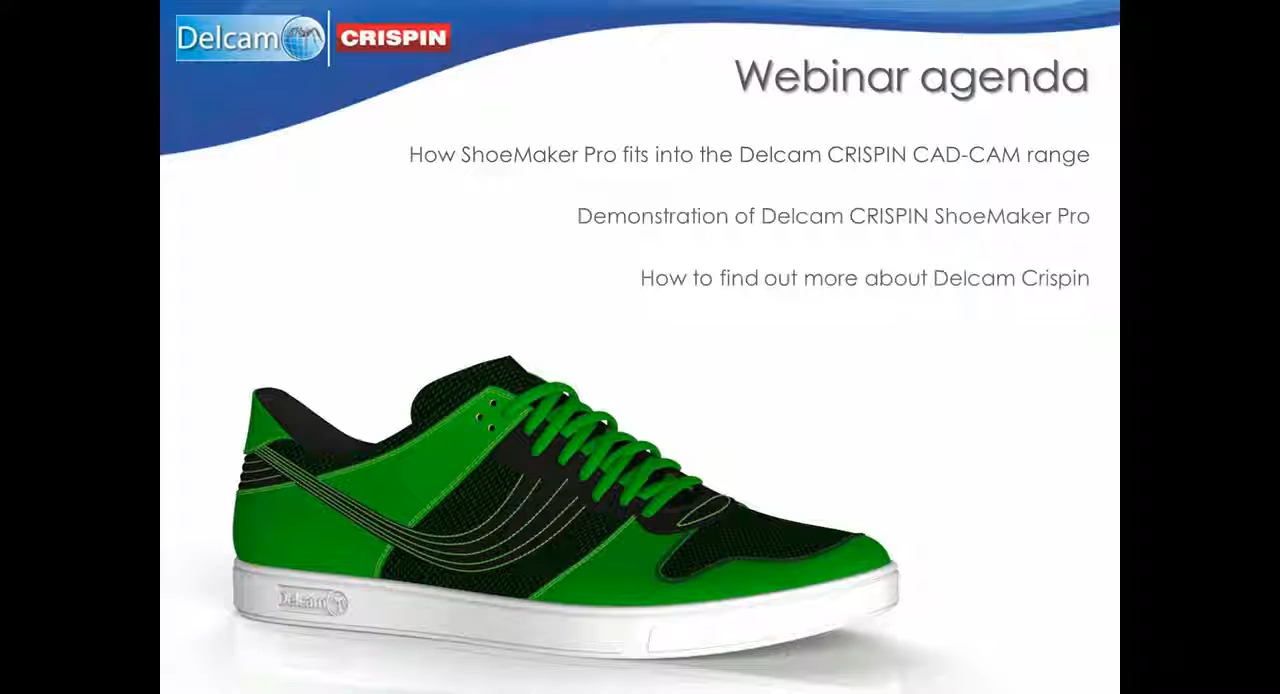 Delcam CRISPIN
Webinar agenda
How ShoeMaker Pro fits into the Delcam CRISPIN CAD-CAM range
Demonstration of Delcam CRISPIN ShoeMaker Pro
How to find out more about Delcam Crispin
Delcam